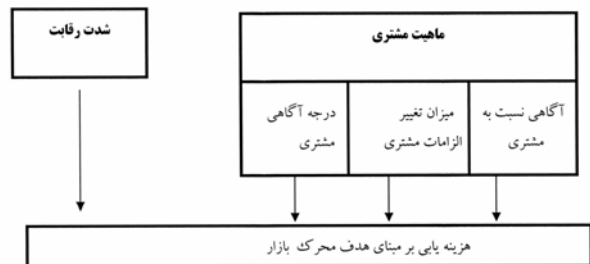 ماهیت مشتری
شدت رقابت
آگاهی نسبت به
مشتری
میزان تغییر
الزامات مشتری
درجه آگاهی
مشتری
هزینه یابی بر مبنای هدف محرک بازار